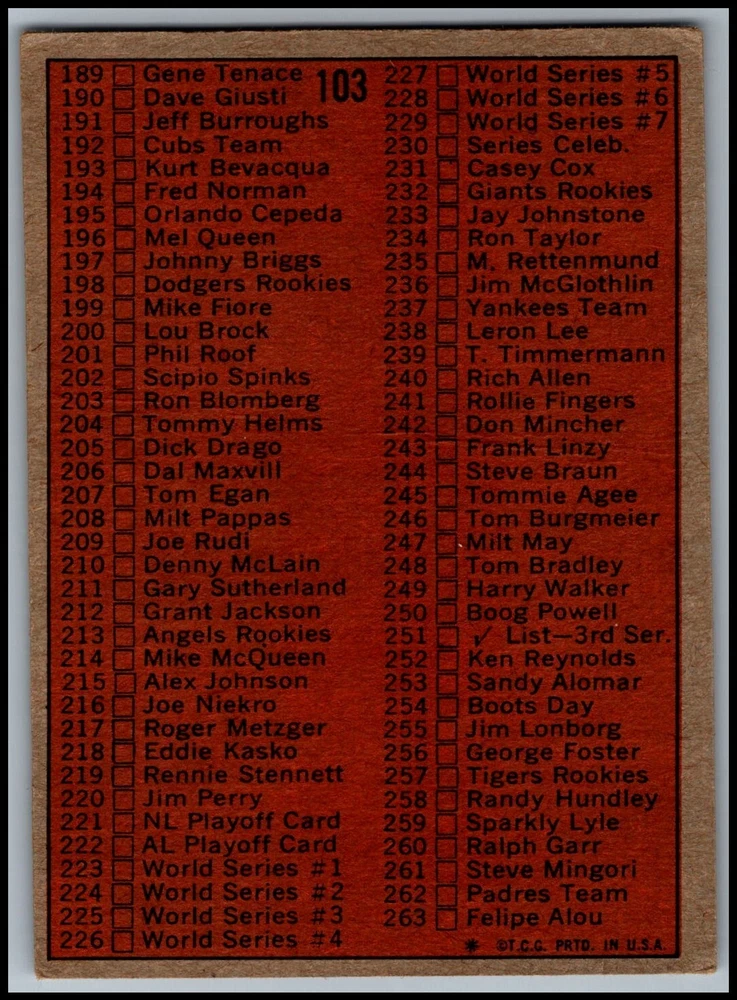 103
189 Gene Tenace
190 Dave Giusti
191 Jeff Burroughs
192 Cubs Team
193 Kurt Bevacqua
194 Fred Norman
195 Orlando Cepeda
196 Mel Queen
197 Johnny Briggs
198 Dodgers Rookies
199 Mike Fiore
200 Lou Brock
201 Phil Roof
202 Scipio Spinks
203 Ron Blomberg
204 Tommy Helms
205 Dick Drago
206 Dal Maxvill
207 Tom Egan
208 Milt Pappas
209 Joe Rudi
210 Denny McLain
211 Gary Sutherland
212 Grant Jackson
213 Angels Rookies
214 Mike McQueen
215 Alex Johnson
216 Joe Niekro
217 Roger Metzger
218 Eddie Kasko
219 Rennie Stennett
220 Jim Perry
221 NL Playoff Card
222 AL Playoff Card
223 World Series #1
224 World Series #2
225 World Series #3
226 World Series #4
227 World Series #5
228 World Series #6
229 World Series #7
230 Series Celeb.
231 Casey Cox
232 Giants Rookies
233 Jay Johnstone
234 Ron Taylor
235 M. Rettenmund
236 Jim McGlothlin
237 Yankees Team
238 Leron Lee
239 T. Timmermann
240 Rich Allen
241 Rollie Fingers
242 Don Mincher
243 Frank Linzy
244 Steve Braun
245 Tommie Agee
246 Tom Burgmeier
247 Milt May
248 Tom Bradley
249 Harry Walker
250 Boog Powell
251 ✓ List—3rd Ser.
252 Ken Reynolds
253 Sandy Alomar
254 Boots Day
255 Jim Lonborg
256 George Foster
257 Tigers Rookies
258 Randy Hundley
259 Sparkly Lyle
260 Ralph Garr
261 Steve Mingori
262 Padres Team
263 Felipe Alou
* ©T.C.G. PRTD. IN U.S.A.